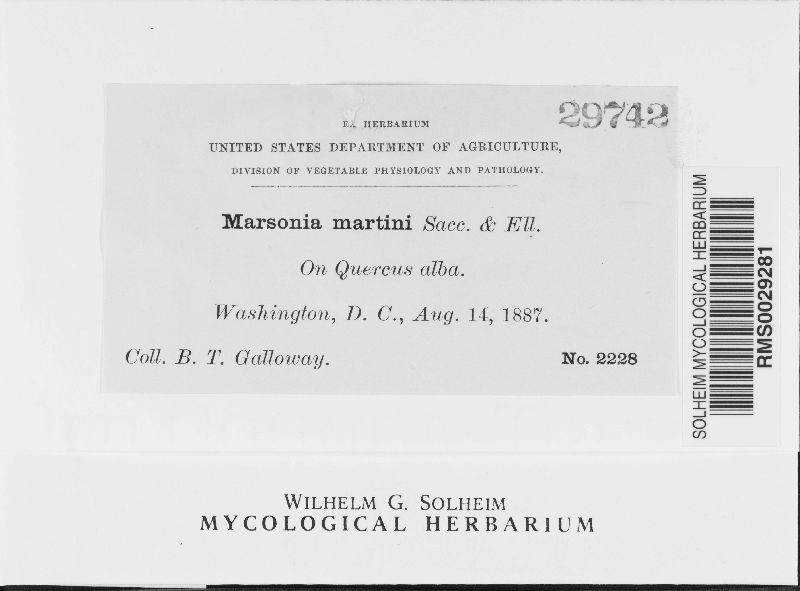 29742
EX HERBARIUM
UNITED STATES DEPARTMENT OF AGRICULTURE,
DIVISION OF VEGETABLE PHYSIOLOGY AND PATHOLOGY.
Marsonia martini Sacc. & Ell.
On Quercus alba.
Washington, D. C., Aug. 14, 1887.
Coll. B. T. Galloway. No. 2228
SOLHEIM MYCOLOGICAL HERBARIUM
RMS0029281
WILHELM G. SOLHEIM
MYCOLOGICAL HERBARIUM